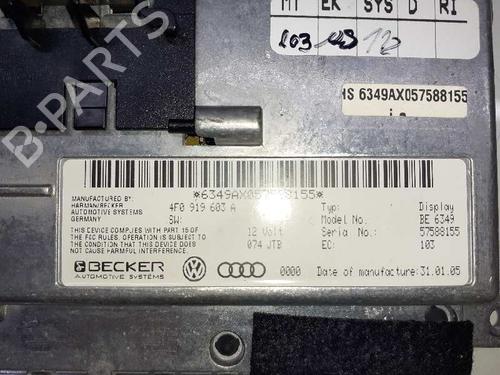 MT EK SYS D RI
HS 6349AX057588155
*6349AX057588155*
MANUFACTURED BY:
HARMAN/BECKER
AUTOMOTIVE SYSTEMS
GERMANY
4F0 919 603 A
SW:
Typ: Display
Model No.: BE 6349
THIS DEVICE COMPLIES WITH PART 15 OF
THE FCC RULES. OPERATION IS SUBJECT TO
THE CONDITION THAT THIS DEVICE DOES
NOT CAUSE HARMFUL INTERFERENCE
12 Volt
074 JTB
Serial No.: 57588155
EC: 103
BECKER
AUTOMOTIVE SYSTEMS
0000
Date of manufacture: 31.01.05
B-PARTS